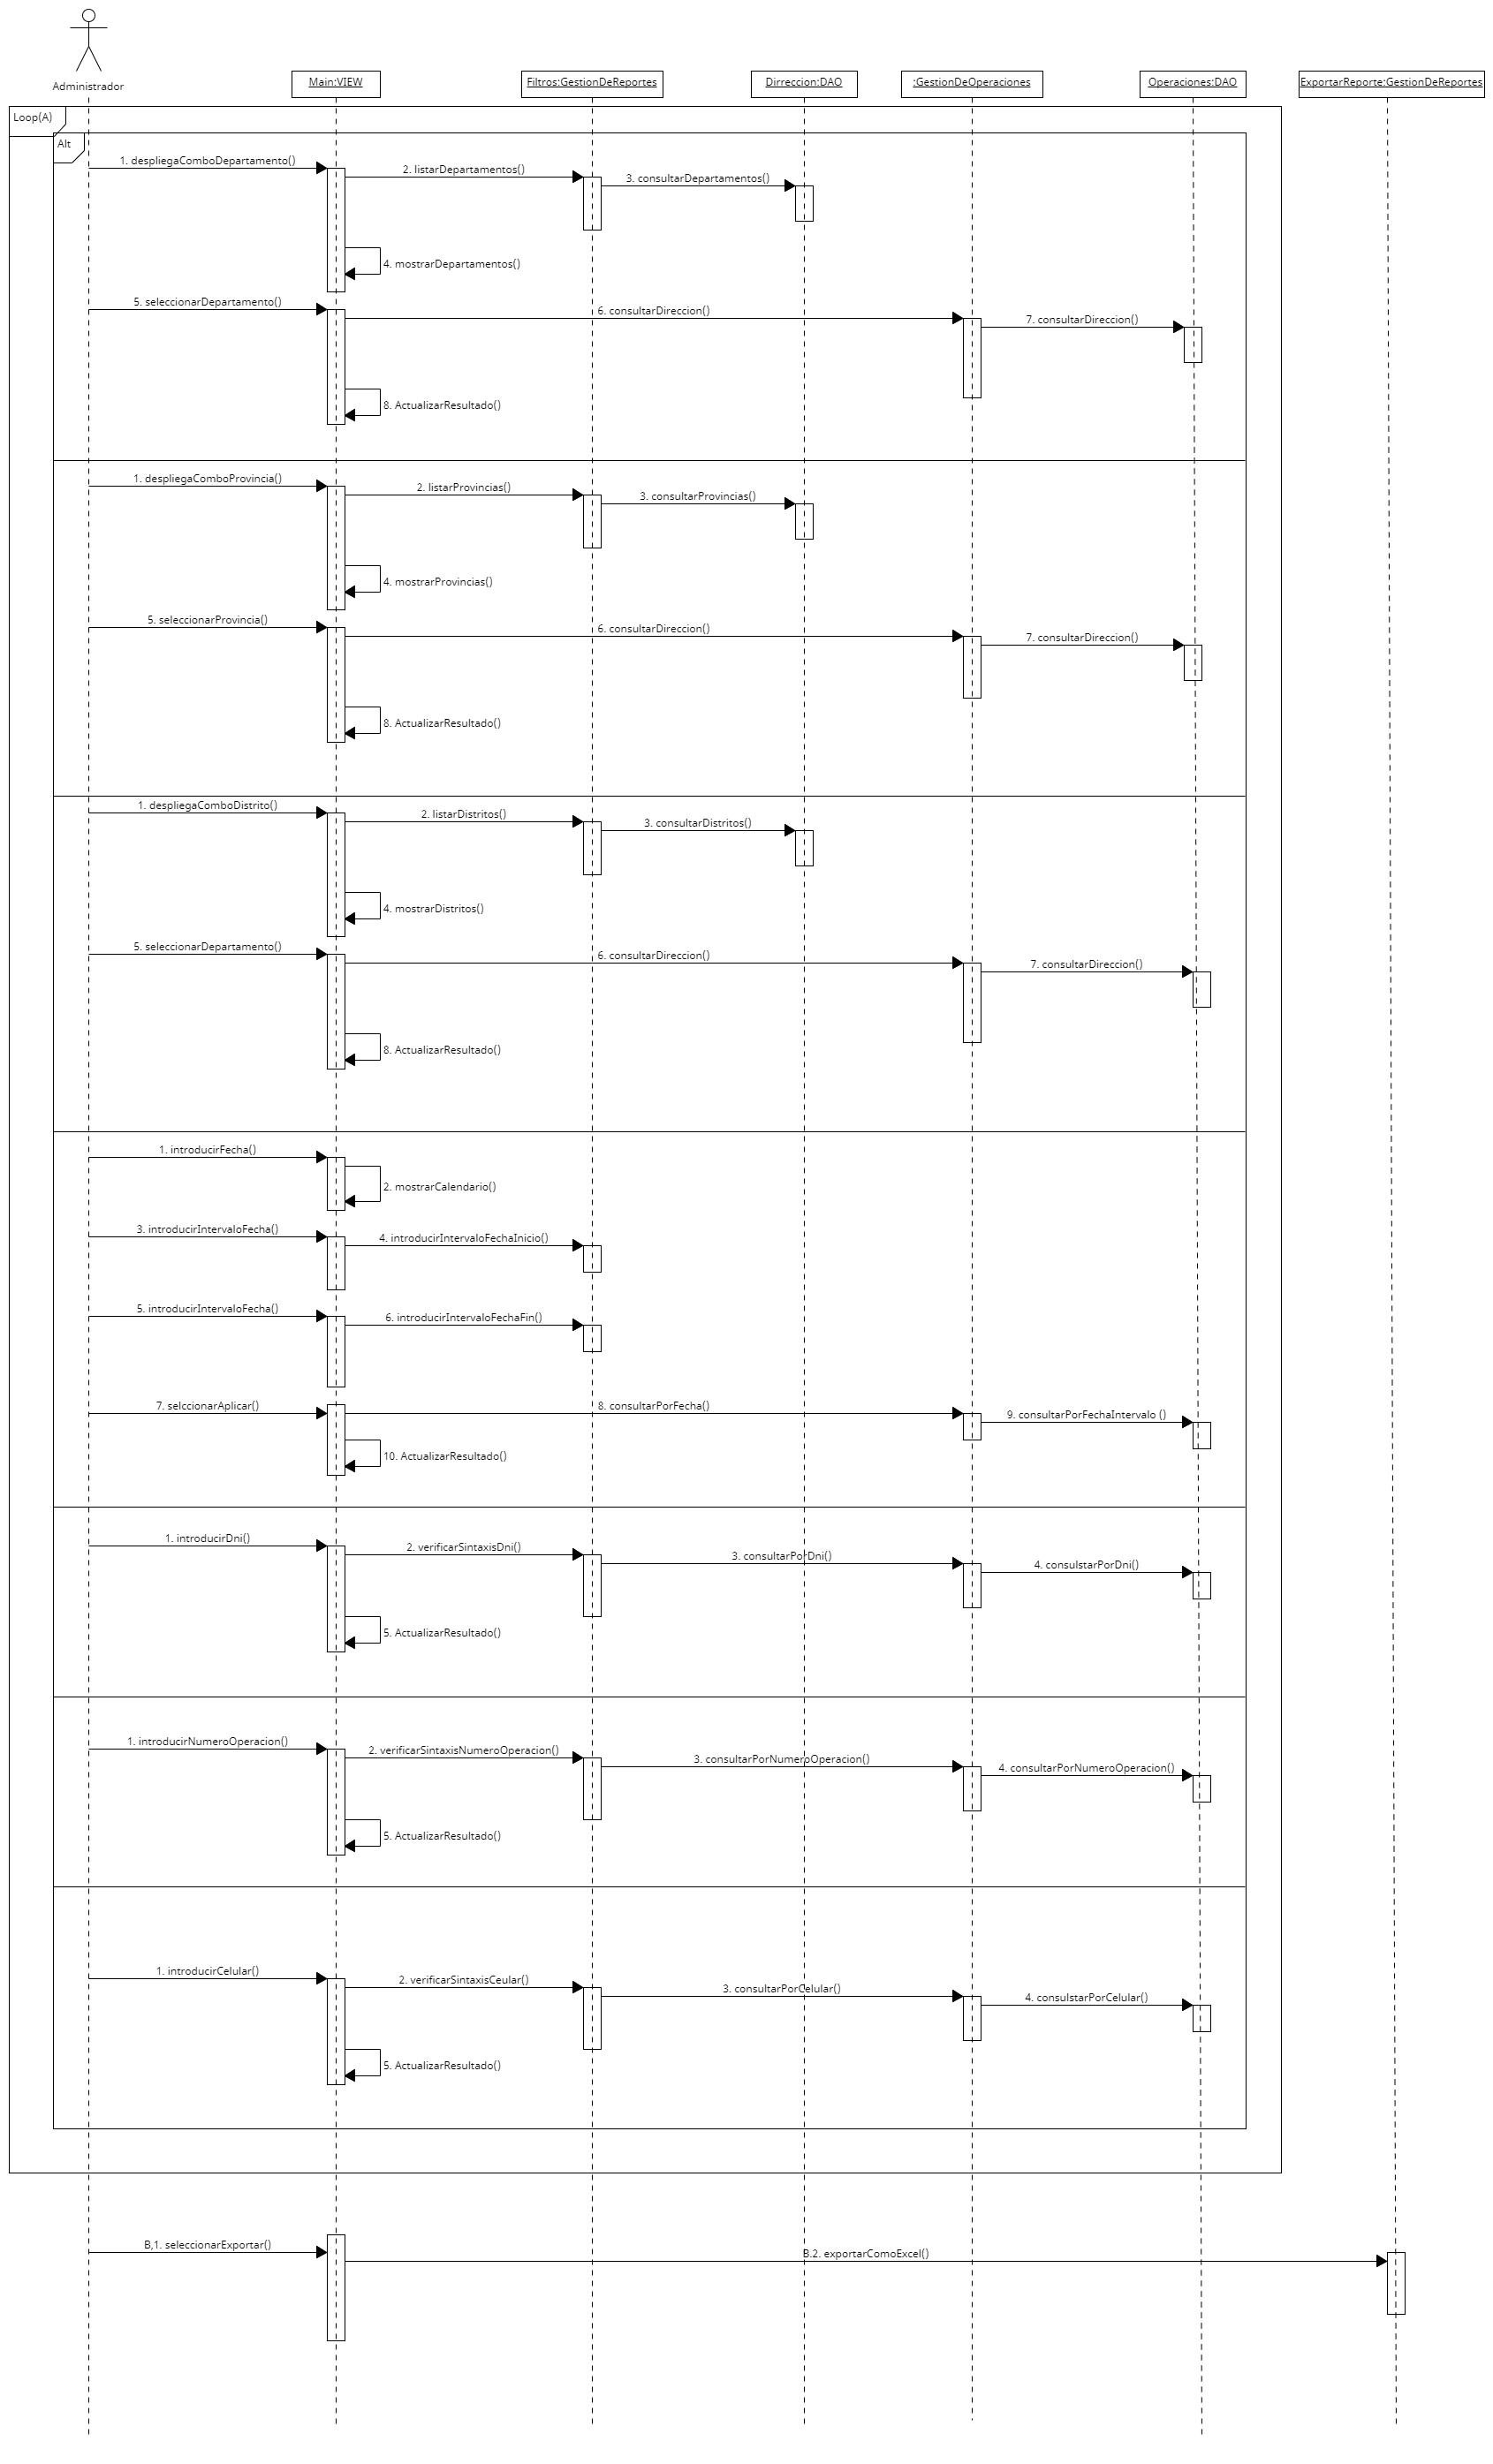 Administrador
Main:VIEW
Filtros:GestionDeReportes
Dirreccion:DAO
:GestionDeOperaciones
Operaciones:DAO
ExportarReporte:GestionDeReportes
Loop(A)
Alt
1. despliegaComboDepartamento()
2. listarDepartamentos()
3. consultarDepartamentos()
4. mostrarDepartamentos()
5. seleccionarDepartamento()
6. consultarDireccion()
7. consultarDireccion()
8. ActualizarResultado()
1. despliegaComboProvincia()
2. listarProvincias()
3. consultarProvincias()
4. mostrarProvincias()
5. seleccionarProvincia()
6. consultarDireccion()
7. consultarDireccion()
8. ActualizarResultado()
1. despliegaComboDistrito()
2. listarDistritos()
3. consultarDistritos()
4. mostrarDistritos()
5. seleccionarDepartamento()
6. consultarDireccion()
7. consultarDireccion()
8. ActualizarResultado()
1. introducirFecha()
2. mostrarCalendario()
3. introducirIntervaloFecha()
4. introducirIntervaloFechaInicio()
5. introducirIntervaloFecha()
6. introducirIntervaloFechaFin()
7. selccionarAplicar()
8. consultarPorFecha()
9. consultarPorFechaIntervalo ()
10. ActualizarResultado()
1. introducirDni()
2. verificarSintaxisDni()
3. consultarPorDni()
4. consulstarPorDni()
5. ActualizarResultado()
1. introducirNumeroOperacion()
2. verificarSintaxisNumeroOperacion()
3. consultarPorNumeroOperacion()
4. consultarPorNumeroOperacion()
5. ActualizarResultado()
1. introducirCelular()
2. verificarSintaxisCeular()
3. consultarPorCelular()
4. consulstarPorCelular()
5. ActualizarResultado()
B,1. seleccionarExportar()
B.2. exportarComoExcel()